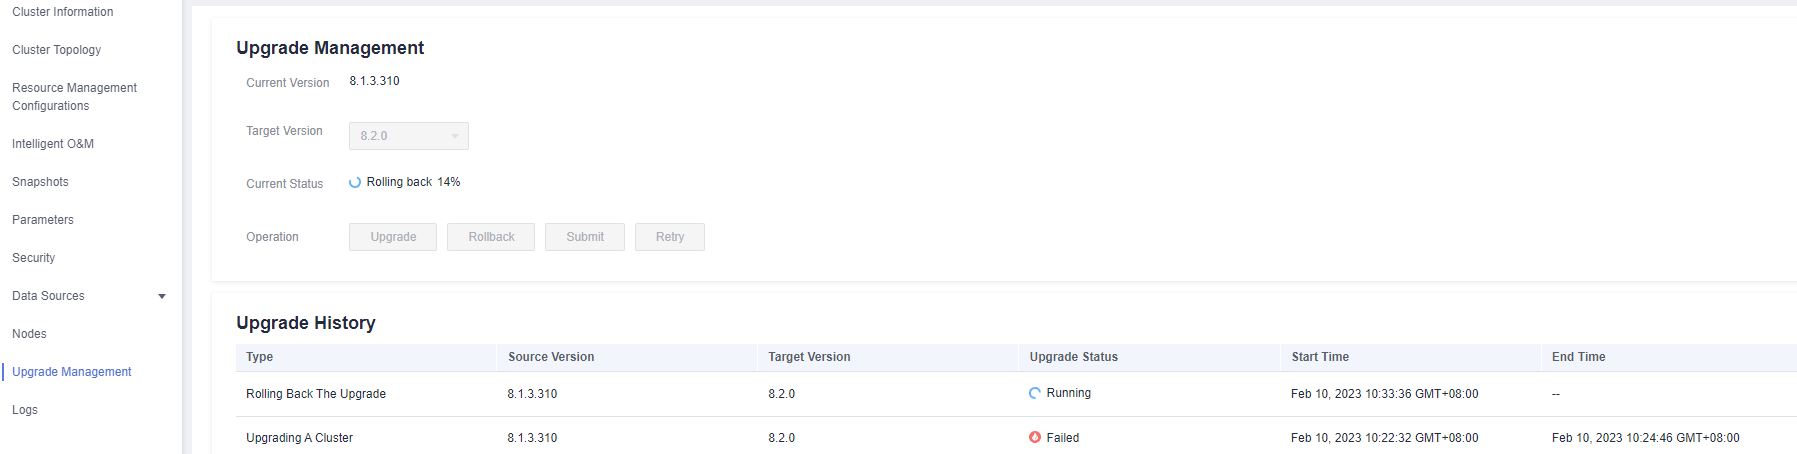 Cluster Information
Cluster Topology
Resource Management
Configurations
Intelligent O&M
Snapshots
Parameters
Security
Data Sources
Nodes
Upgrade Management
Logs
Upgrade Management
Current Version 8.1.3.310
Target Version 8.2.0
Current Status Rolling back 14%
Operation Upgrade Rollback Submit Retry
Upgrade History
Type Source Version Target Version Upgrade Status Start Time End Time
Rolling Back The Upgrade 8.1.3.310 8.2.0 Running Feb 10, 2023 10:33:36 GMT+08:00 --
Upgrading A Cluster 8.1.3.310 8.2.0 Failed Feb 10, 2023 10:22:32 GMT+08:00 Feb 10, 2023 10:24:46 GMT+08:00